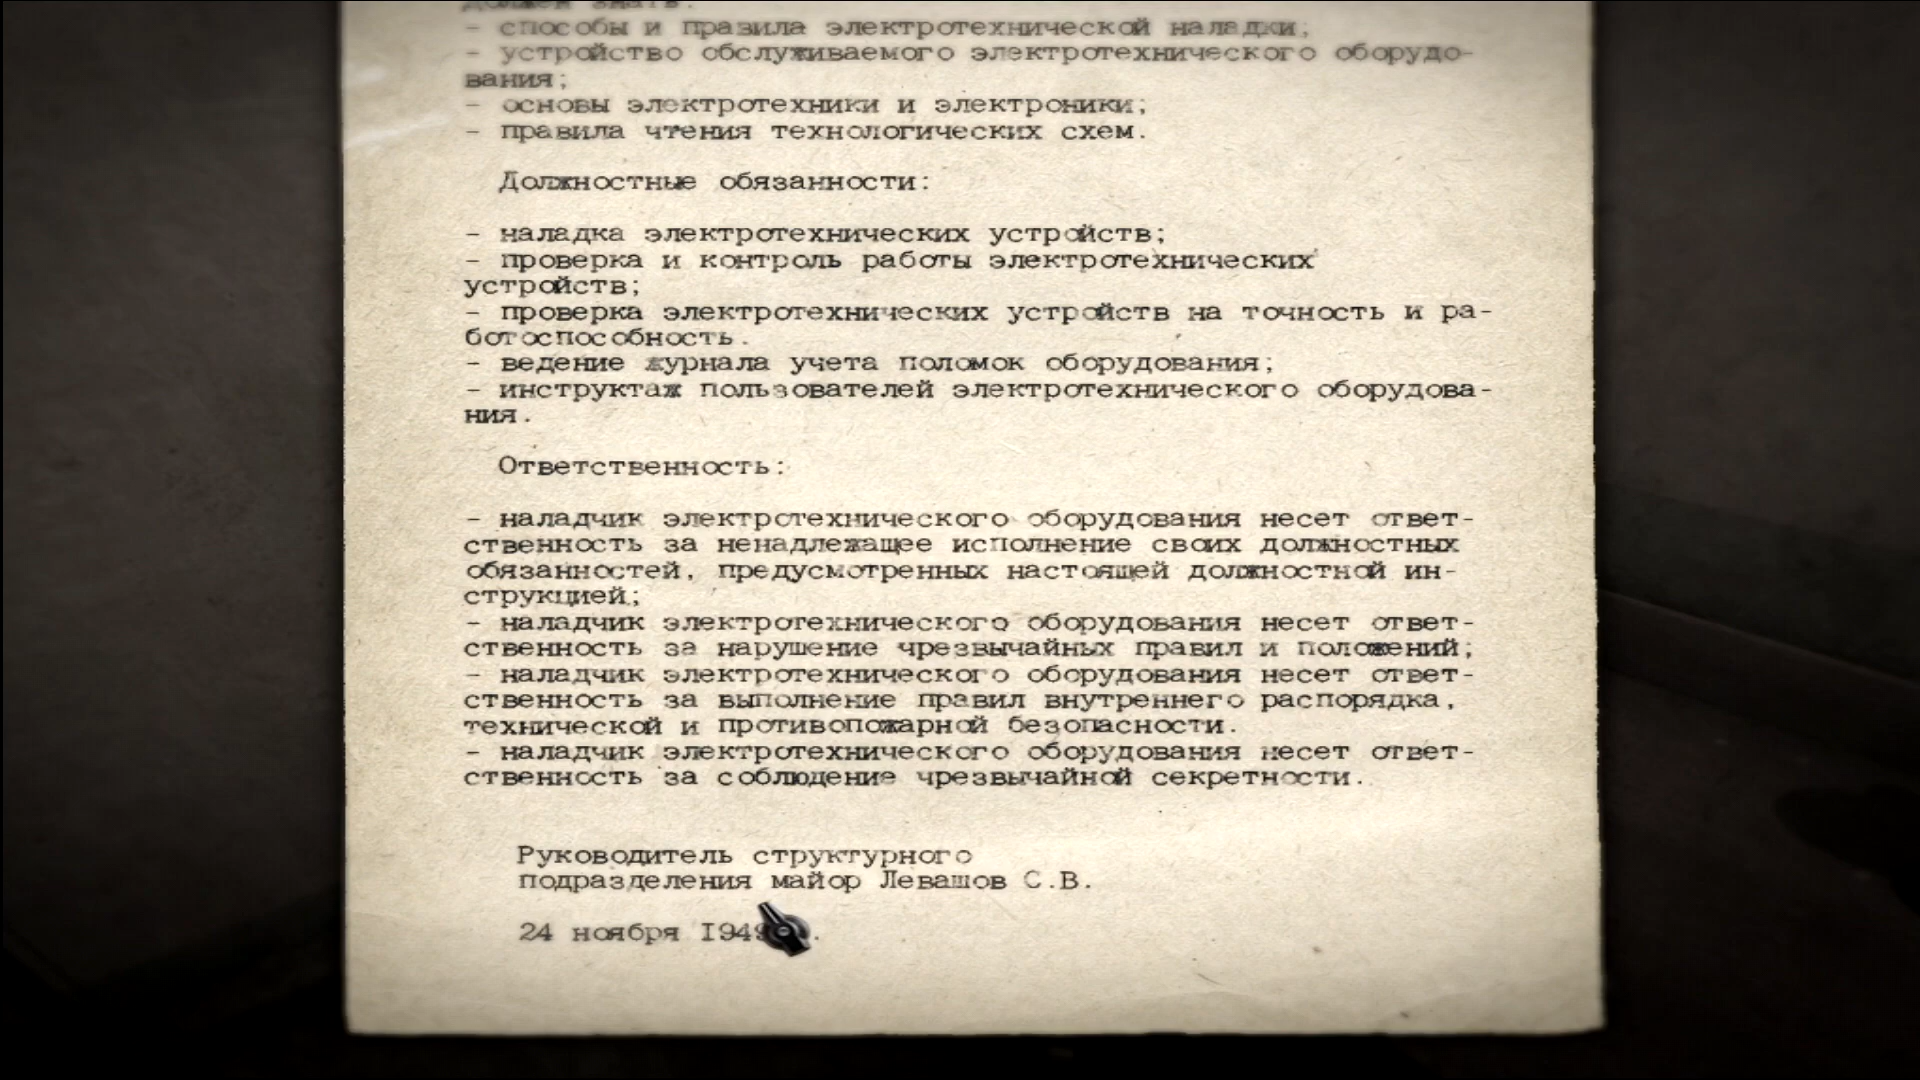 должен знать:
- способы и правила электротехнической наладки;
- устройство обслуживаемого электротехнического оборудо-
вания;
- основы электротехники и электроники;
- правила чтения технологических схем.
Должностные обязанности:
- наладка электротехнических устройств;
- проверка и контроль работы электротехнических
устройств;
- проверка электротехнических устройств на точность и ра-
ботоспособность.
- ведение журнала учета поломок оборудования;
- инструктаж пользователей электротехнического оборудова-
ния.
Ответственность:
- наладчик электротехнического оборудования несет ответ-
ственность за ненадлежащее исполнение своих должностных
обязанностей, предусмотренных настоящей должностной ин-
струкцией;
- наладчик электротехнического оборудования несет ответ-
ственность за нарушение чрезвычайных правил и положений;
- наладчик электротехнического оборудования несет ответ-
ственность за выполнение правил внутреннего распорядка,
технической и противопожарной безопасности.
- наладчик электротехнического оборудования несет ответ-
ственность за соблюдение чрезвычайной секретности.
Руководитель структурного
подразделения майор Левашов С.В.
24 ноября